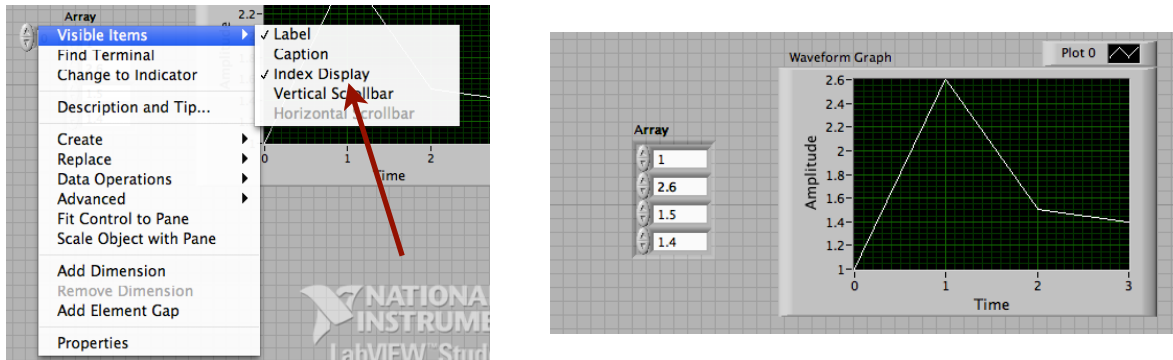 Array
2.2-
Visible Items
Find Terminal
Change to Indicator
Description and Tip...
Create
Replace
Data Operations
Advanced
Fit Control to Pane
Scale Object with Pane
Add Dimension
Remove Dimension
Add Element Gap
Properties
✓ Label
Caption
✓ Index Display
Vertical Scrollbar
Horizontal Scrollbar
0 1 2
Time
NATIONA
INSTRUME
LabVIEW™ Stud
Array
1
2.6
1.5
1.4
Waveform Graph
Plot 0
Amplitude
2.6-
2.4-
2.2-
2-
1.8-
1.6-
1.4-
1.2-
1-
0 1 2 3
Time